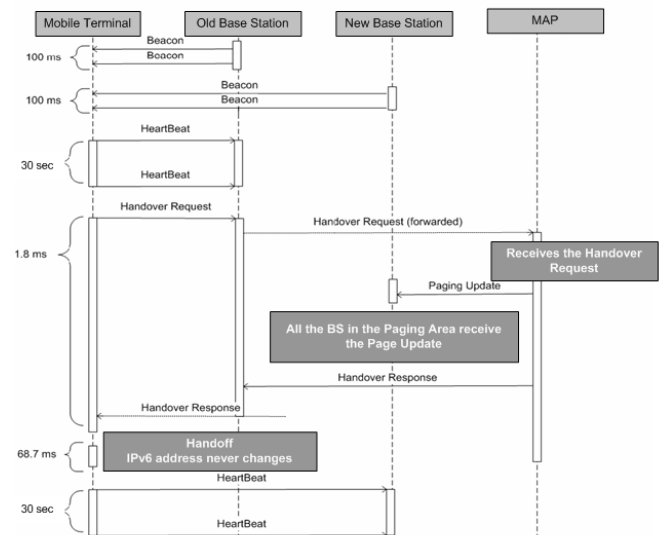 Mobile Terminal
Old Base Station
New Base Station
MAP
Beacon
100 ms
Beacon
Beacon
100 ms
Beacon
HeartBeat
30 sec
HeartBeat
Handover Request
Handover Request (forwarded)
1.8 ms
Receives the Handover
Request
Paging Update
All the BS in the Paging Area receive
the Page Update
Handover Response
Handover Response
Handoff
IPv6 address never changes
68.7 ms
HeartBeat
30 sec
HeartBeat